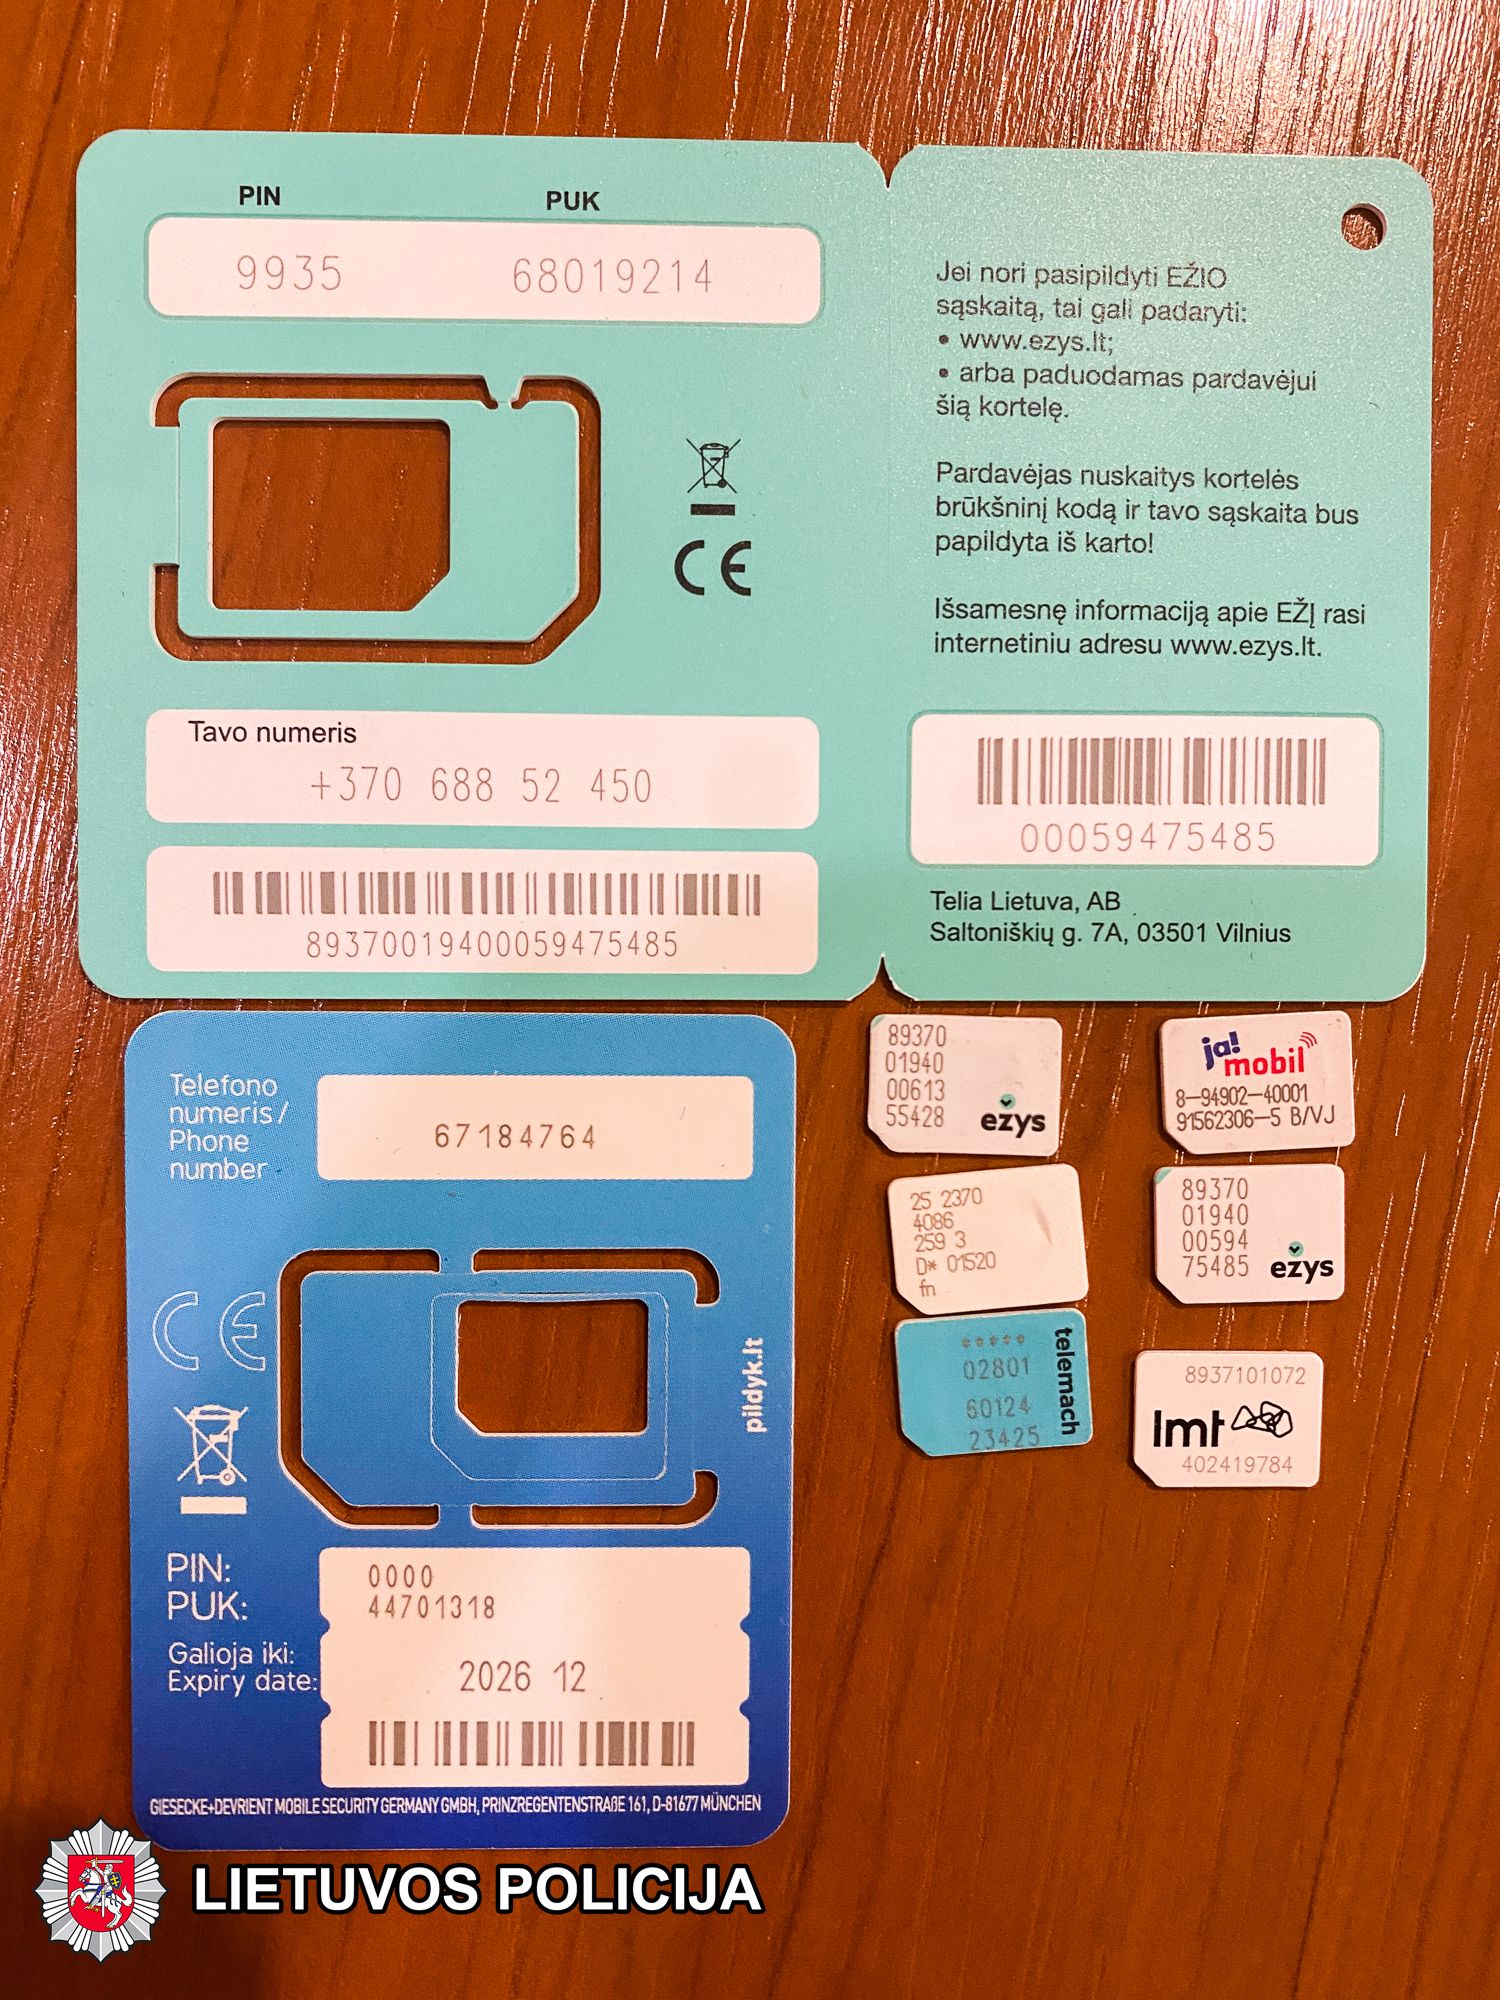 PIN PUK
9935 68019214
Tavo numeris
+370 688 52 450
89370019400059475485
Jei nori pasipildyti EŽIO
sąskaitą, tai gali padaryti:
• www.ezys.lt;
• arba paduodamas pardavėjui
šią kortelę.
Pardavėjas nuskaitys kortelės
brūkšninį kodą ir tavo sąskaita bus
papildyta iš karto!
Išsamesnę informaciją apie EŽĮ rasi
internetiniu adresu www.ezys.lt.
00059475485
Telia Lietuva, AB
Saltoniškių g. 7A, 03501 Vilnius
Telefono
numeris/
Phone
number
67184764
pildyk.lt
PIN: 0000
PUK: 44701318
Galioja iki:
Expiry date: 2026 12
GIESECKE+DEVRIENT MOBILE SECURITY GERMANY GMBH, PRINZREGENTENSTRAßE 161, D-81677 MÜNCHEN
89370
01940
00613
55428
ezys
ja!
mobil
8-94902-40001
91562306-5 B/VJ
25 2370
4086
259 3
D* 01520
fn
89370
01940
00594
75485
ezys
telemach
*****
02801
60124
23425
8937101072
lmt
402419784
LIETUVOS POLICIJA